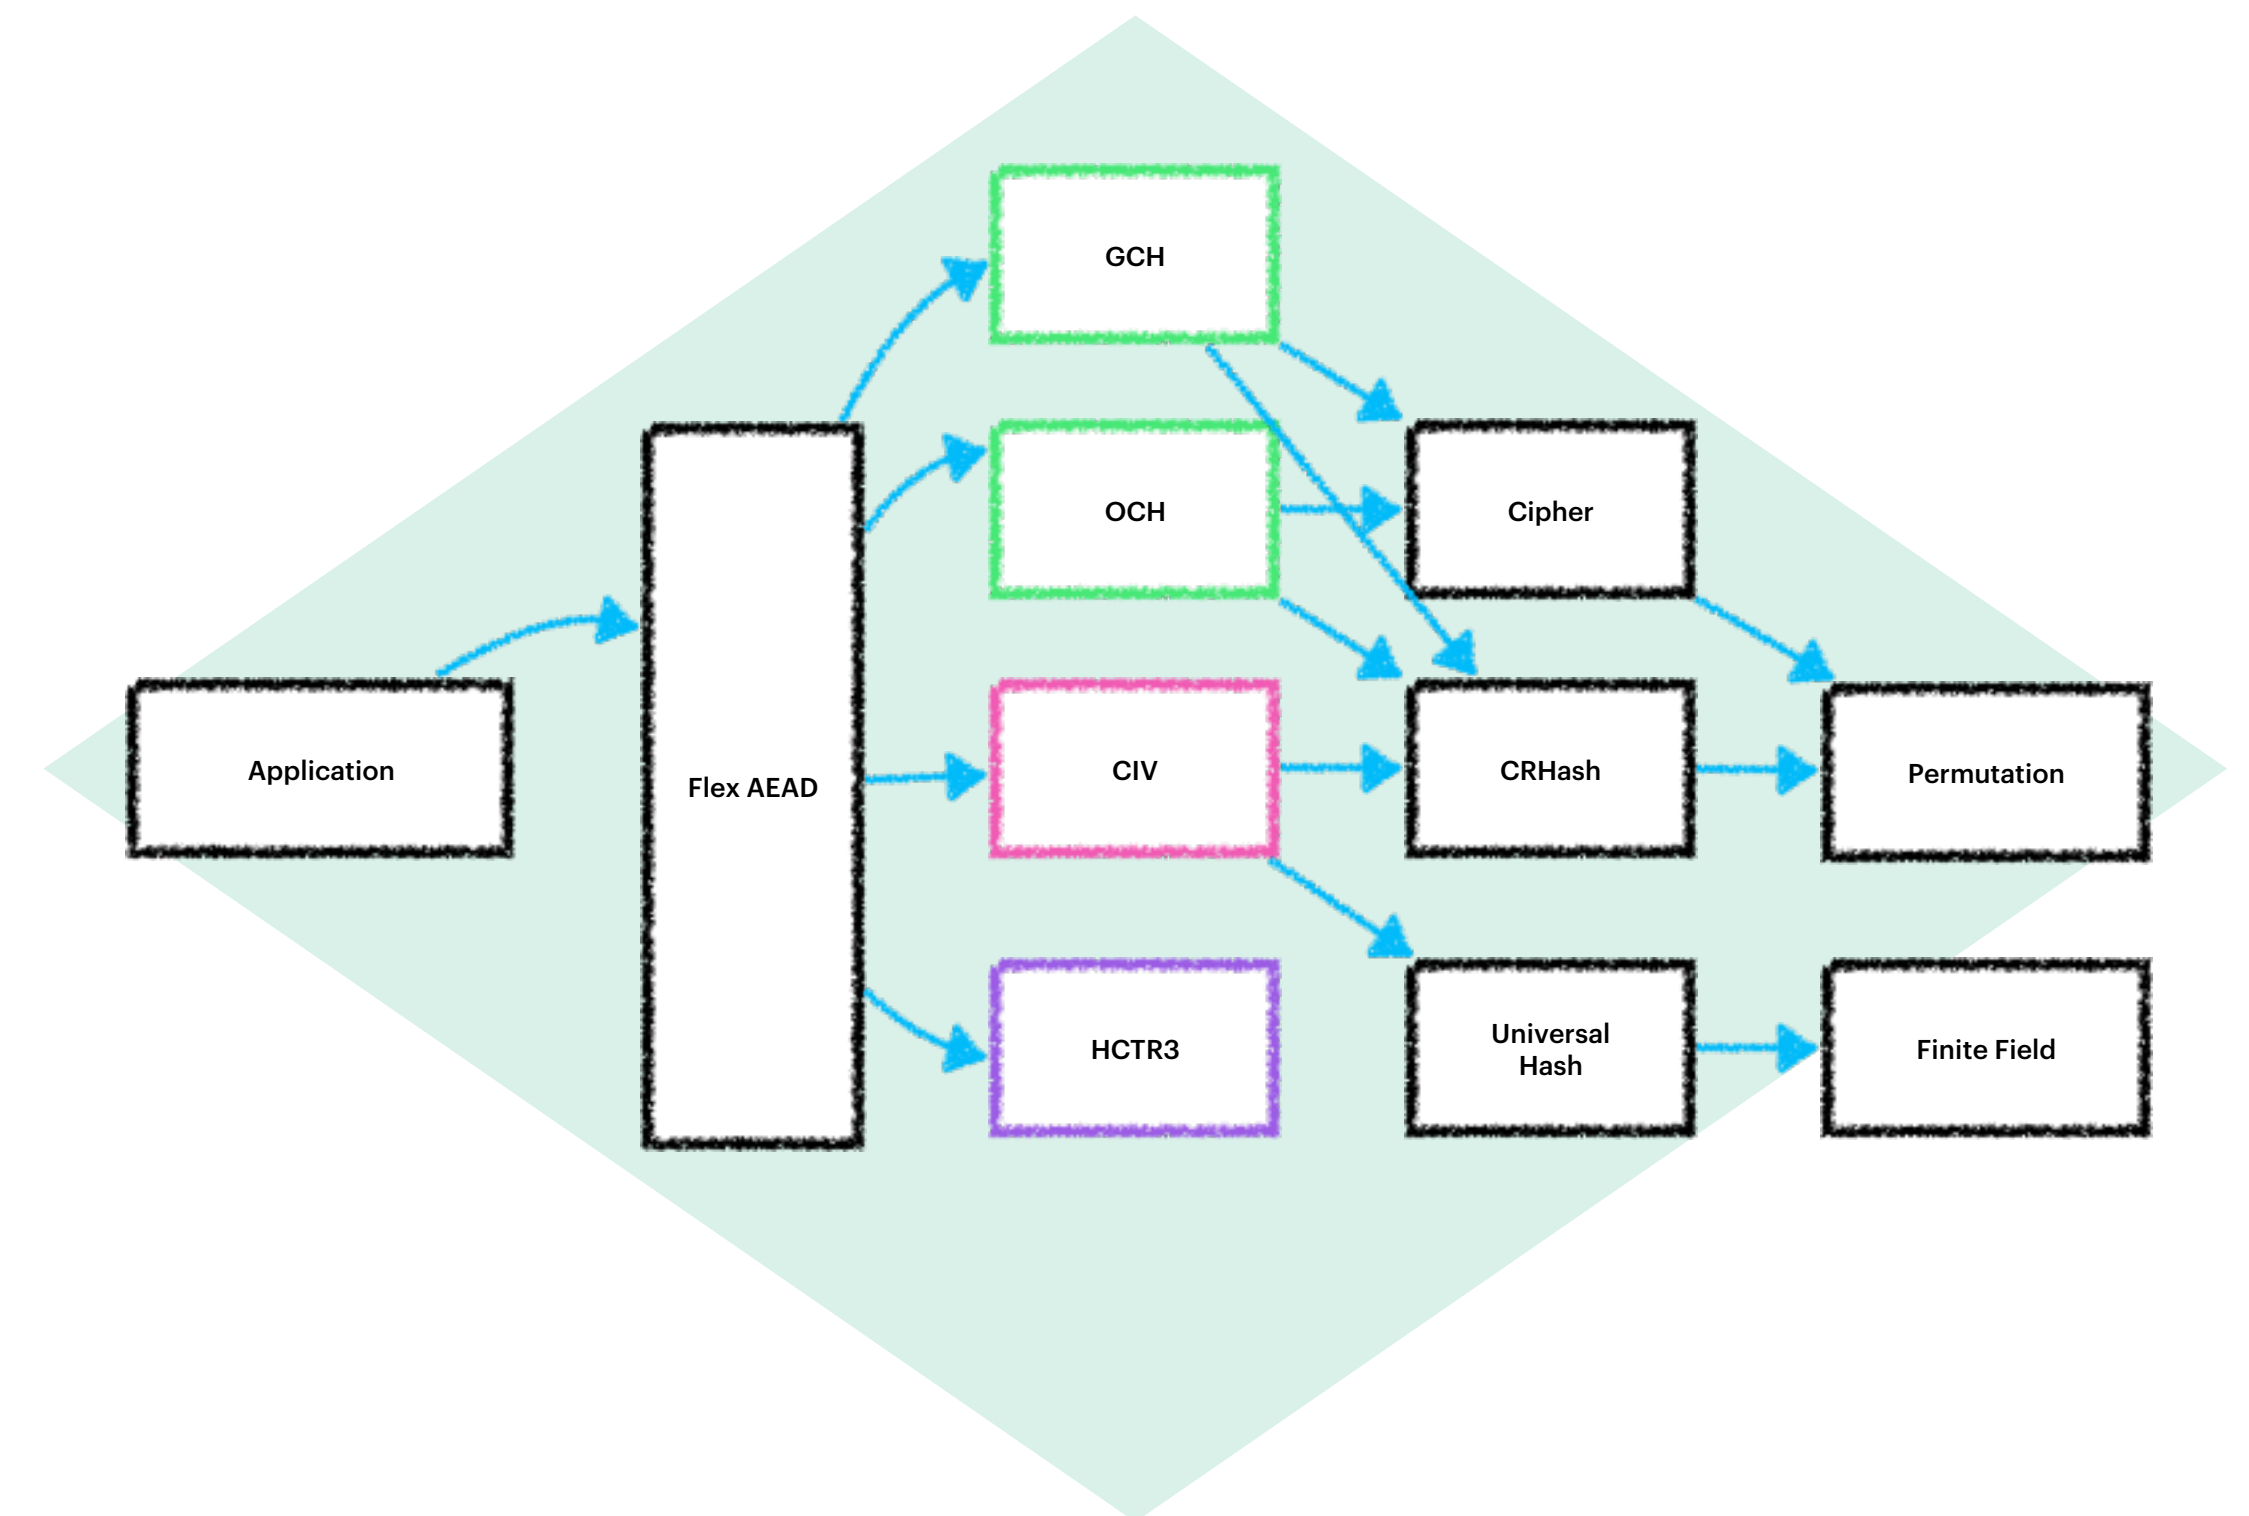 GCH
OCH
Cipher
Application
Flex AEAD
CIV
CRHash
Permutation
HCTR3
Universal
Hash
Finite Field